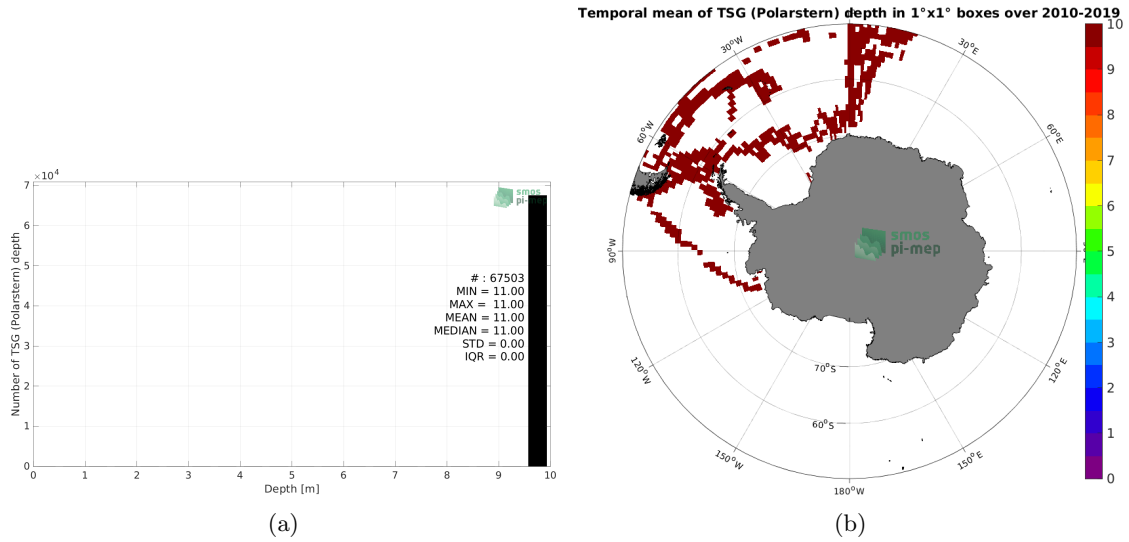 ×10⁴
7
6
5
4
3
2
1
0
Number of TSG (Polarstern) depth
smos
pi-mep
# : 67503
MIN = 11.00
MAX = 11.00
MEAN = 11.00
MEDIAN = 11.00
STD = 0.00
IQR = 0.00
0 1 2 3 4 5 6 7 8 9 10
Depth [m]
(a)
Temporal mean of TSG (Polarstern) depth in 1°x1° boxes over 2010-2019
30°W
30°E
60°W
60°E
90°W
smos
pi-mep
120°W
120°E
70°S
60°S
150°W
150°E
180°W
10
9
8
7
6
5
4
3
2
1
0
(b)